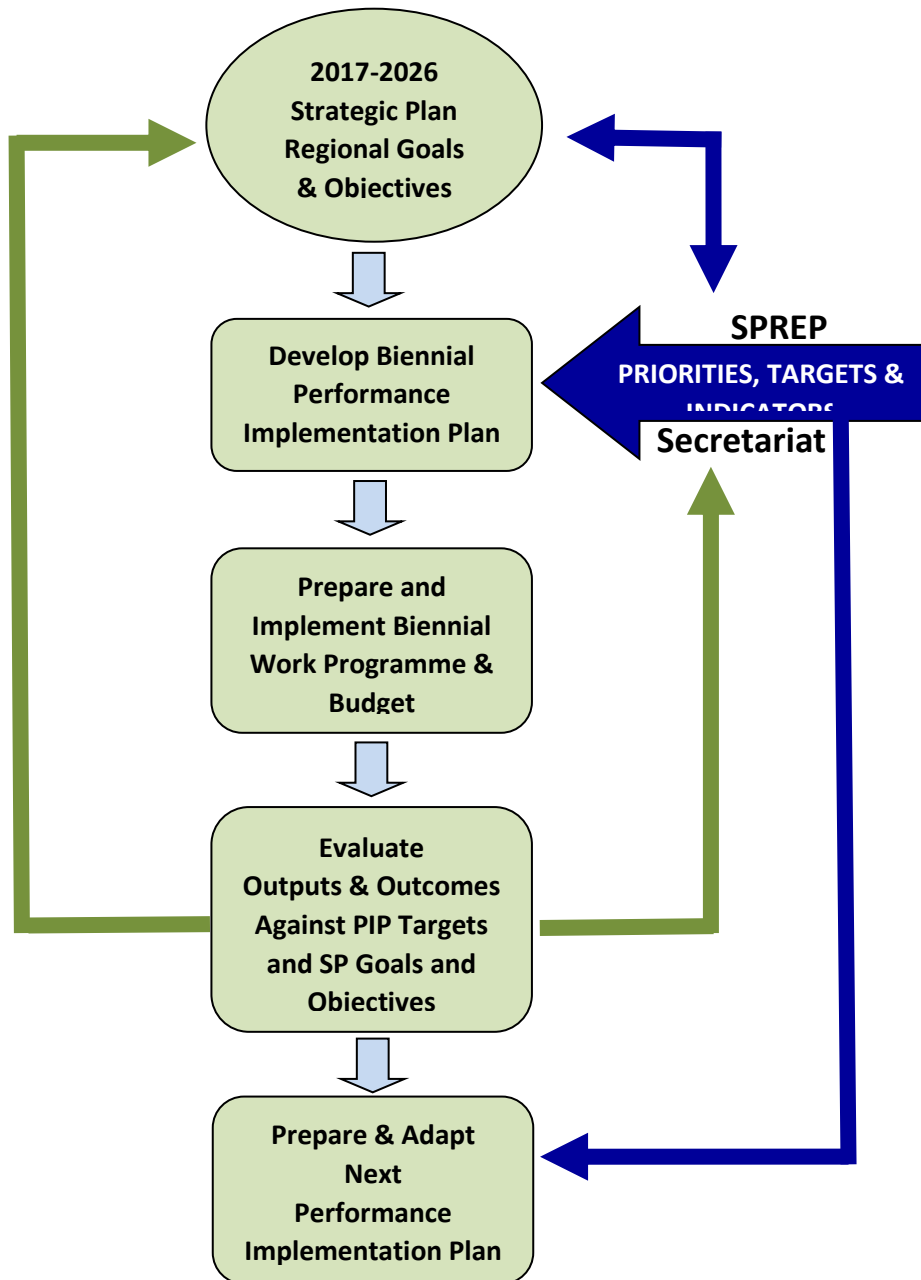 2017-2026
Strategic Plan
Regional Goals
& Objectives
Develop Biennial
Performance
Implementation Plan
SPREP
PRIORITIES, TARGETS &
INDICATORS
Secretariat
Prepare and
Implement Biennial
Work Programme &
Budget
Evaluate
Outputs & Outcomes
Against PIP Targets
and SP Goals and
Objectives
Prepare & Adapt
Next
Performance
Implementation Plan